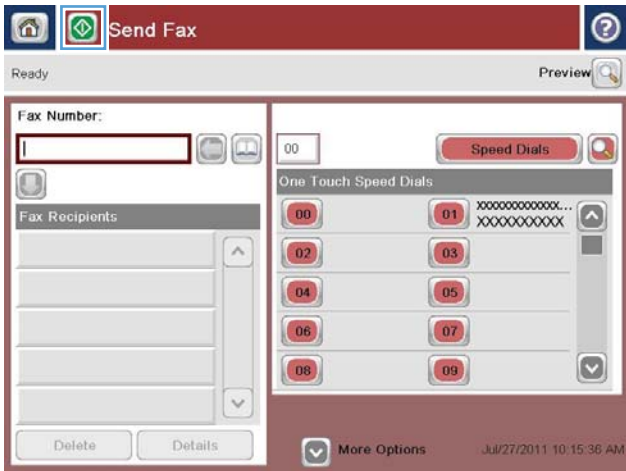 Send Fax
?
Ready
Preview
Fax Number:
00
Speed Dials
One Touch Speed Dials
Fax Recipients
00
01 XXXXXXXXXXXXX...
XXXXXXXXXXX
02 03
04 05
06 07
08 09
Delete Details
More Options
Jul/27/2011 10:15:36 AM